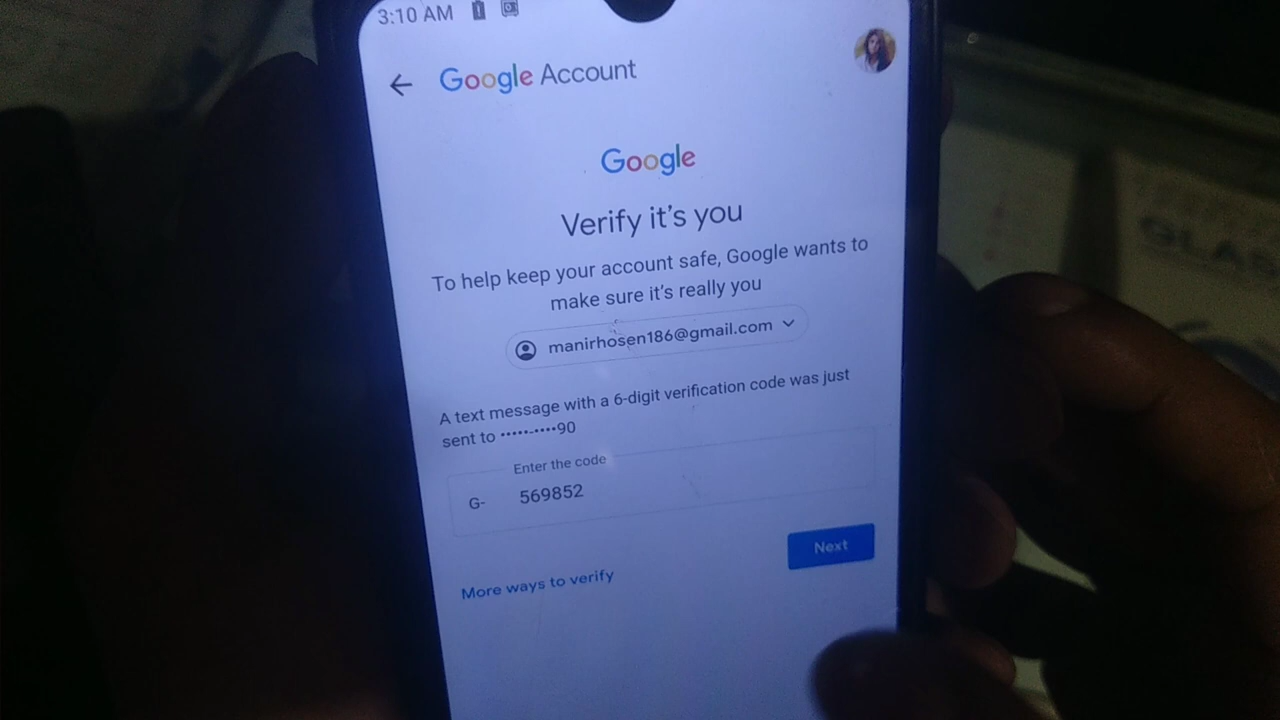 3:10 AM
Google Account
Google
Verify it's you
To help keep your account safe, Google wants to
make sure it's really you
manirhosen186@gmail.com
A text message with a 6-digit verification code was just
sent to •••••-••••90
Enter the code
G- 569852
Next
More ways to verify
GLAS